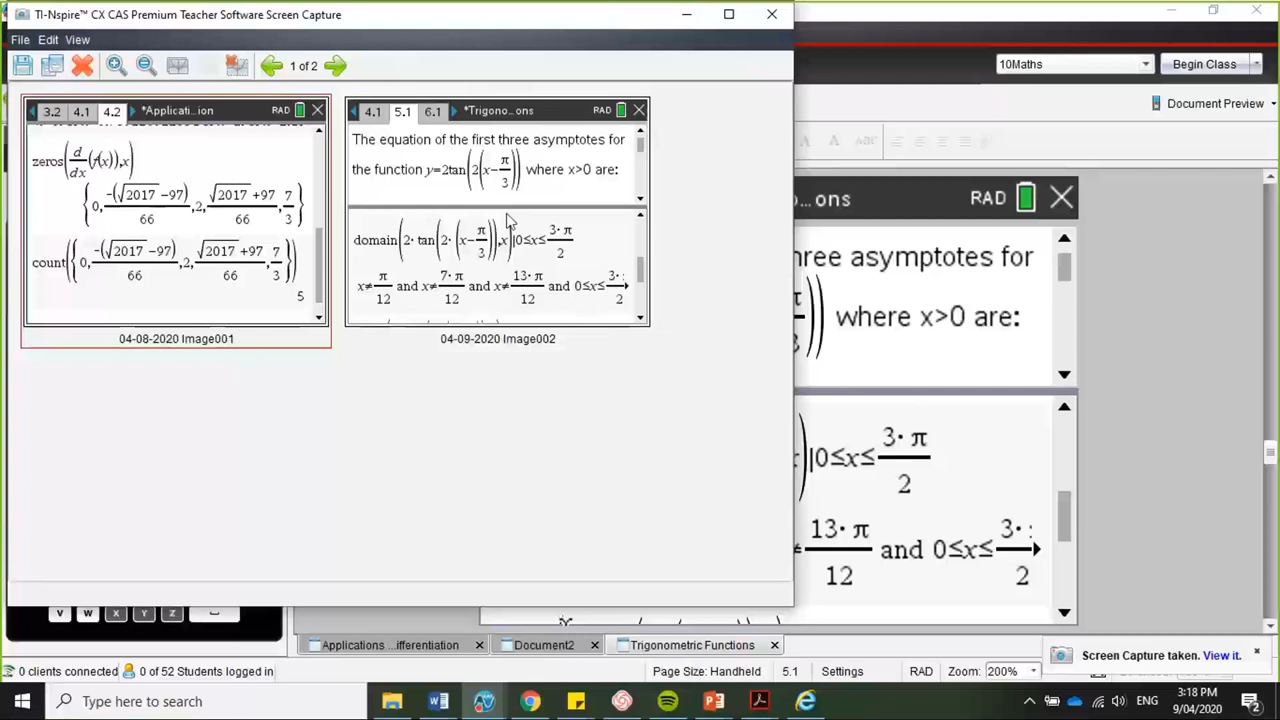 TI-Nspire™ CX CAS Premium Teacher Software Screen Capture
File Edit View
1 of 2
3.2 4.1 4.2 *Applicati...ion RAD
zeros(d/dx(f(x)),x)
{0, -(√2017 -97)/66, 2, √2017 +97/66, 7/3}
count({0, -(√2017 -97)/66, 2, √2017 +97/66, 7/3})
5
04-08-2020 Image001
4.1 5.1 6.1 *Trigono...ons RAD
The equation of the first three asymptotes for
the function y=2tan(2(x-π/3)) where x>0 are:
domain(2· tan(2· (x-π/3)),x)|0≤x≤3· π/2
x≠π/12 and x≠7· π/12 and x≠13· π/12 and 0≤x≤3·/2
04-09-2020 Image002
10Maths
Begin Class
Document Preview
...ons RAD
hree asymptotes for
where x>0 are:
|0≤x≤3· π/2
13· π/12 and 0≤x≤3·/2
V W X Y Z
Applications ...ifferentiation
Document2
Trigonometric Functions
Screen Capture taken. View it.
0 clients connected
0 of 52 Students logged in
Page Size: Handheld
5.1
Settings
RAD
Zoom: 200%
Type here to search
ENG
3:18 PM
9/04/2020
2